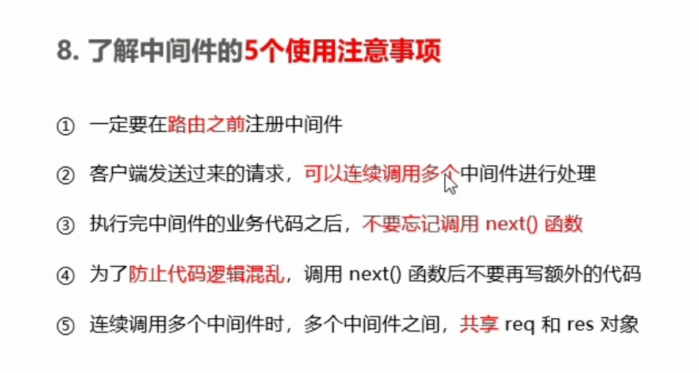 8. 了解中间件的5个使用注意事项
① 一定要在路由之前注册中间件
② 客户端发送过来的请求，可以连续调用多个中间件进行处理
③ 执行完中间件的业务代码之后，不要忘记调用 next() 函数
④ 为了防止代码逻辑混乱，调用 next() 函数后不要再写额外的代码
⑤ 连续调用多个中间件时，多个中间件之间，共享 req 和 res 对象